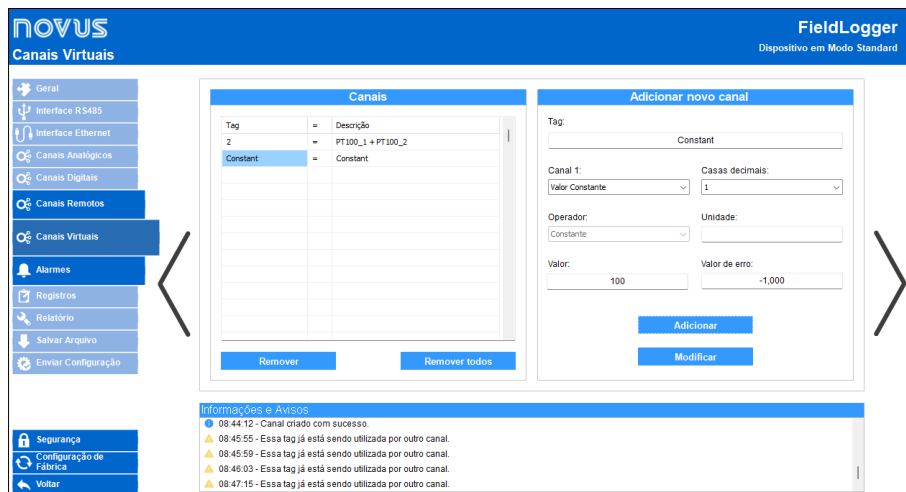 NOVUS
Canais Virtuais
FieldLogger
Dispositivo em Modo Standard
Geral
Interface RS485
Interface Ethernet
Canais Analógicos
Canais Digitais
Canais Remotos
Canais Virtuais
Alarmes
Registros
Relatório
Salvar Arquivo
Enviar Configuração
Segurança
Configuração de
Fábrica
Voltar
Canais
Tag = Descrição
2 = PT100_1 + PT100_2
Constant = Constant
Remover Remover todos
Adicionar novo canal
Tag:
Constant
Canal 1: Casas decimais:
Valor Constante 1
Operador: Unidade:
Constante
Valor: Valor de erro:
100 -1,000
Adicionar
Modificar
Informações e Avisos
08:44:12 - Canal criado com sucesso.
08:45:55 - Essa tag já está sendo utilizada por outro canal.
08:45:59 - Essa tag já está sendo utilizada por outro canal.
08:46:03 - Essa tag já está sendo utilizada por outro canal.
08:47:15 - Essa tag já está sendo utilizada por outro canal.